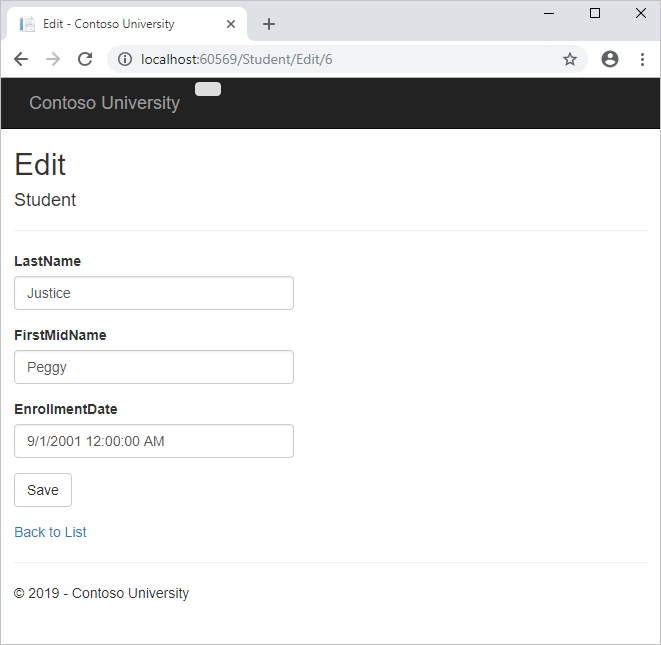 Edit - Contoso University
localhost:60569/Student/Edit/6
Contoso University
Edit
Student
LastName
Justice
FirstMidName
Peggy
EnrollmentDate
9/1/2001 12:00:00 AM
Save
Back to List
© 2019 - Contoso University